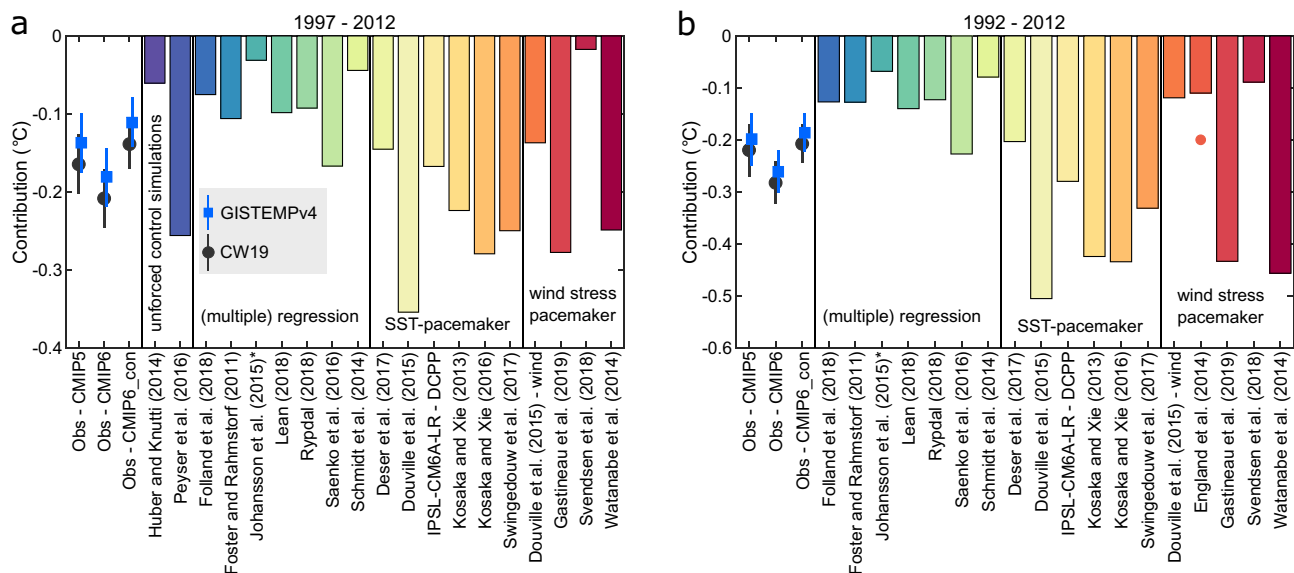 a
1997 - 2012
Contribution (°C)
0
-0.1
-0.2
-0.3
-0.4
unforced control simulations
GISTEMPv4
CW19
(multiple) regression
SST-pacemaker
wind stress
pacemaker
Obs - CMIP5
Obs - CMIP6
Obs - CMIP6_con
Huber and Knutti (2014)
Peyser et al. (2016)
Folland et al. (2018)
Foster and Rahmstorf (2011)
Johansson et al. (2015)*
Lean (2018)
Rypdal (2018)
Saenko et al. (2016)
Schmidt et al. (2014)
Deser et al. (2017)
Douville et al. (2015)
IPSL-CM6A-LR - DCPP
Kosaka and Xie (2013)
Kosaka and Xie (2016)
Swingedouw et al. (2017)
Douville et al. (2015) - wind
Gastineau et al. (2019)
Svendsen et al. (2018)
Watanabe et al. (2014)
b
1992 - 2012
Contribution (°C)
0
-0.1
-0.2
-0.3
-0.4
-0.5
-0.6
(multiple) regression
SST-pacemaker
wind stress
pacemaker
Obs - CMIP5
Obs - CMIP6
Obs - CMIP6_con
Folland et al. (2018)
Foster and Rahmstorf (2011)
Johansson et al. (2015)*
Lean (2018)
Rypdal (2018)
Saenko et al. (2016)
Schmidt et al. (2014)
Deser et al. (2017)
Douville et al. (2015)
IPSL-CM6A-LR - DCPP
Kosaka and Xie (2013)
Kosaka and Xie (2016)
Swingedouw et al. (2017)
Douville et al. (2015) - wind
England et al. (2014)
Gastineau et al. (2019)
Svendsen et al. (2018)
Watanabe et al. (2014)